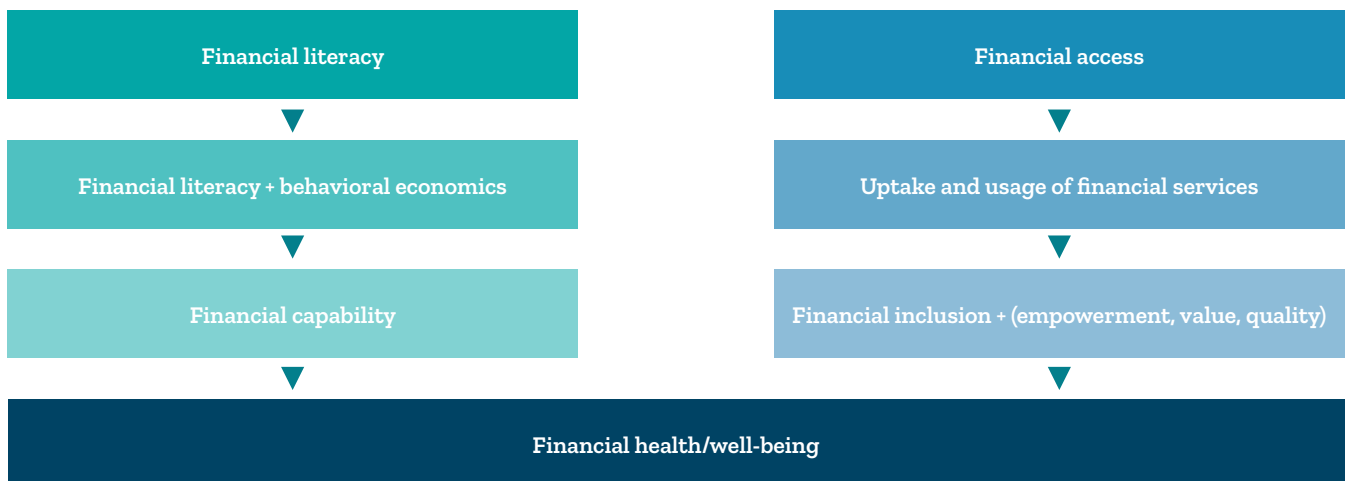 Financial literacy
Financial access
Financial literacy + behavioral economics
Uptake and usage of financial services
Financial capability
Financial inclusion + (empowerment, value, quality)
Financial health/well-being